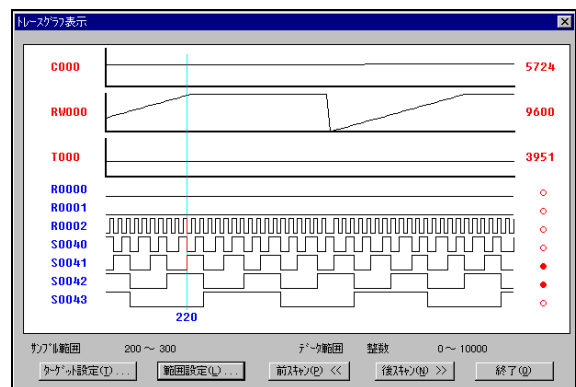 トレースグラフ表示
C000 5724
RW000 9600
T000 3951
R0000
R0001
R0002
S0040
S0041
S0042
S0043
220
サンプル範囲 200 ~ 300 データ範囲 整数 0 ~ 10000
ターゲット設定(T)... 範囲設定(L)... 前スキャン(P) << 後スキャン(N) >> 終了(Q)